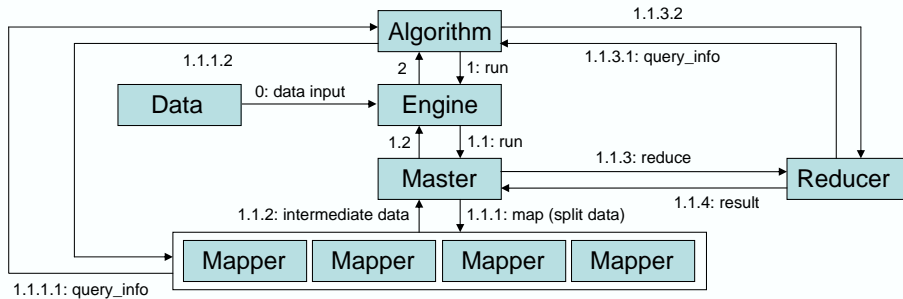 1.1.3.2
Algorithm
1.1.1.2
2
1: run
1.1.3.1: query_info
0: data input
Data
Engine
1.2
1.1: run
1.1.3: reduce
Master
Reducer
1.1.4: result
1.1.2: intermediate data
1.1.1: map (split data)
Mapper
Mapper
Mapper
Mapper
1.1.1.1: query_info